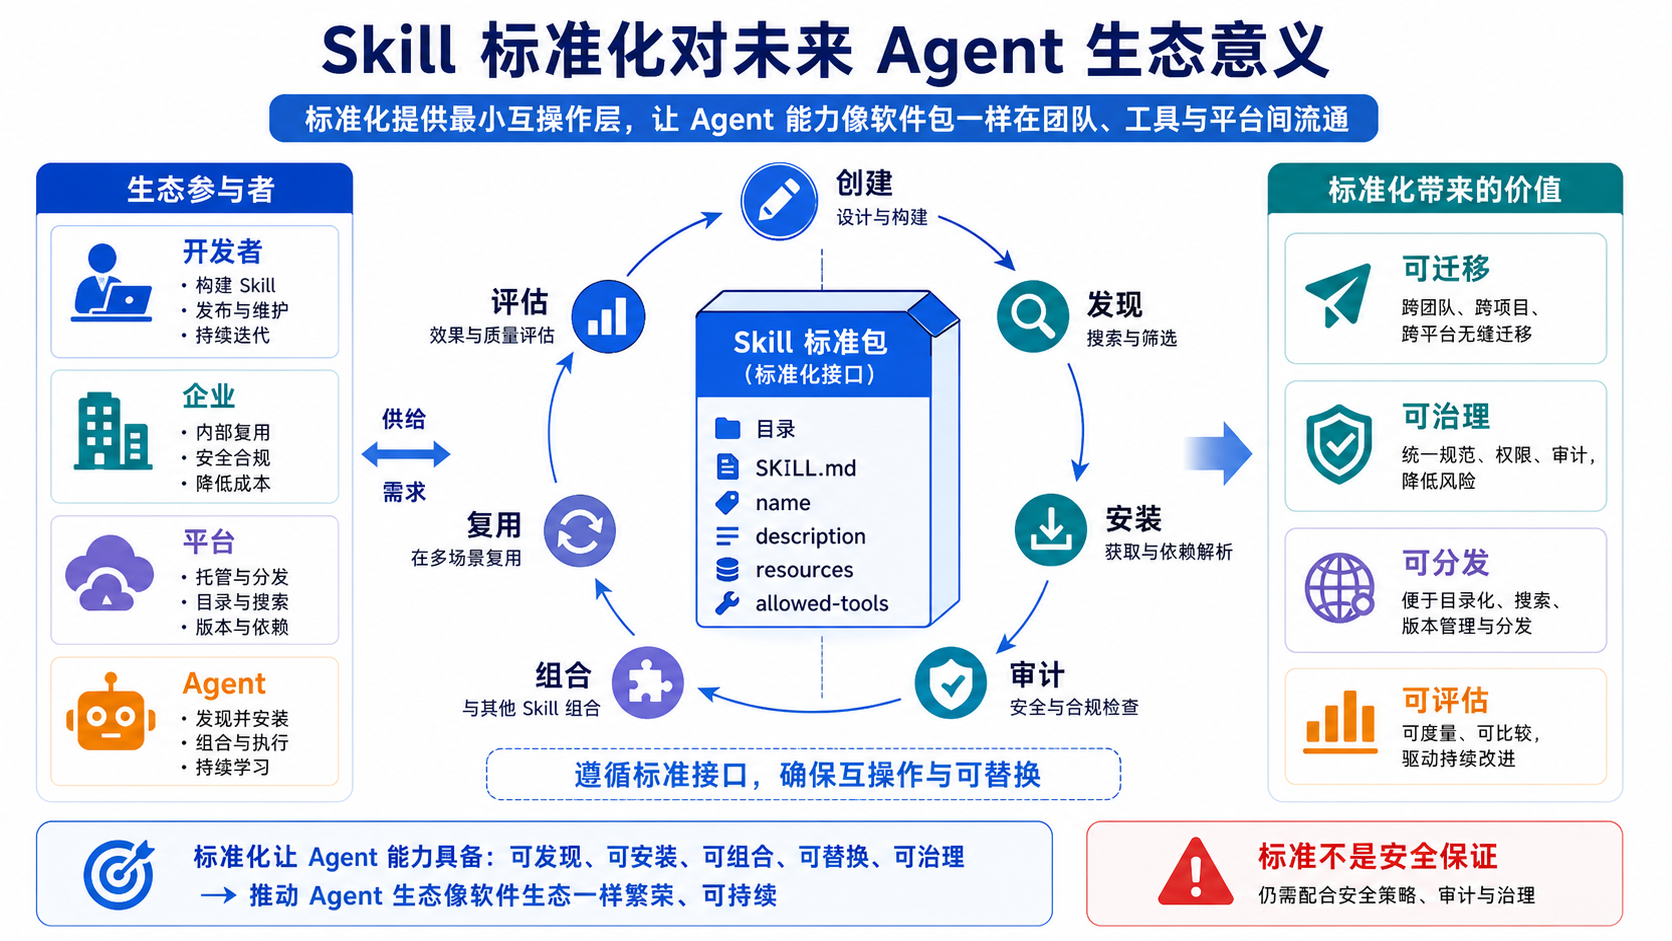 Skill 标准化对未来 Agent 生态意义
标准化提供最小互操作层，让 Agent 能力像软件包一样在团队、工具与平台间流通
生态参与者
开发者
• 构建 Skill
• 发布与维护
• 持续迭代
企业
• 内部复用
• 安全合规
• 降低成本
平台
• 托管与分发
• 目录与搜索
• 版本与依赖
Agent
• 发现并安装
• 组合与执行
• 持续学习
供给
需求
创建
设计与构建
发现
搜索与筛选
安装
获取与依赖解析
审计
安全与合规检查
组合
与其他 Skill 组合
复用
在多场景复用
评估
效果与质量评估
Skill 标准包
（标准化接口）
目录
SKILL.md
name
description
resources
allowed-tools
遵循标准接口，确保互操作与可替换
标准化带来的价值
可迁移
跨团队、跨项目、
跨平台无缝迁移
可治理
统一规范、权限、审计，
降低风险
可分发
便于目录化、搜索、
版本管理与分发
可评估
可度量、可比较，
驱动持续改进
标准化让 Agent 能力具备：可发现、可安装、可组合、可替换、可治理
→ 推动 Agent 生态像软件生态一样繁荣、可持续
标准不是安全保证
仍需配合安全策略、审计与治理